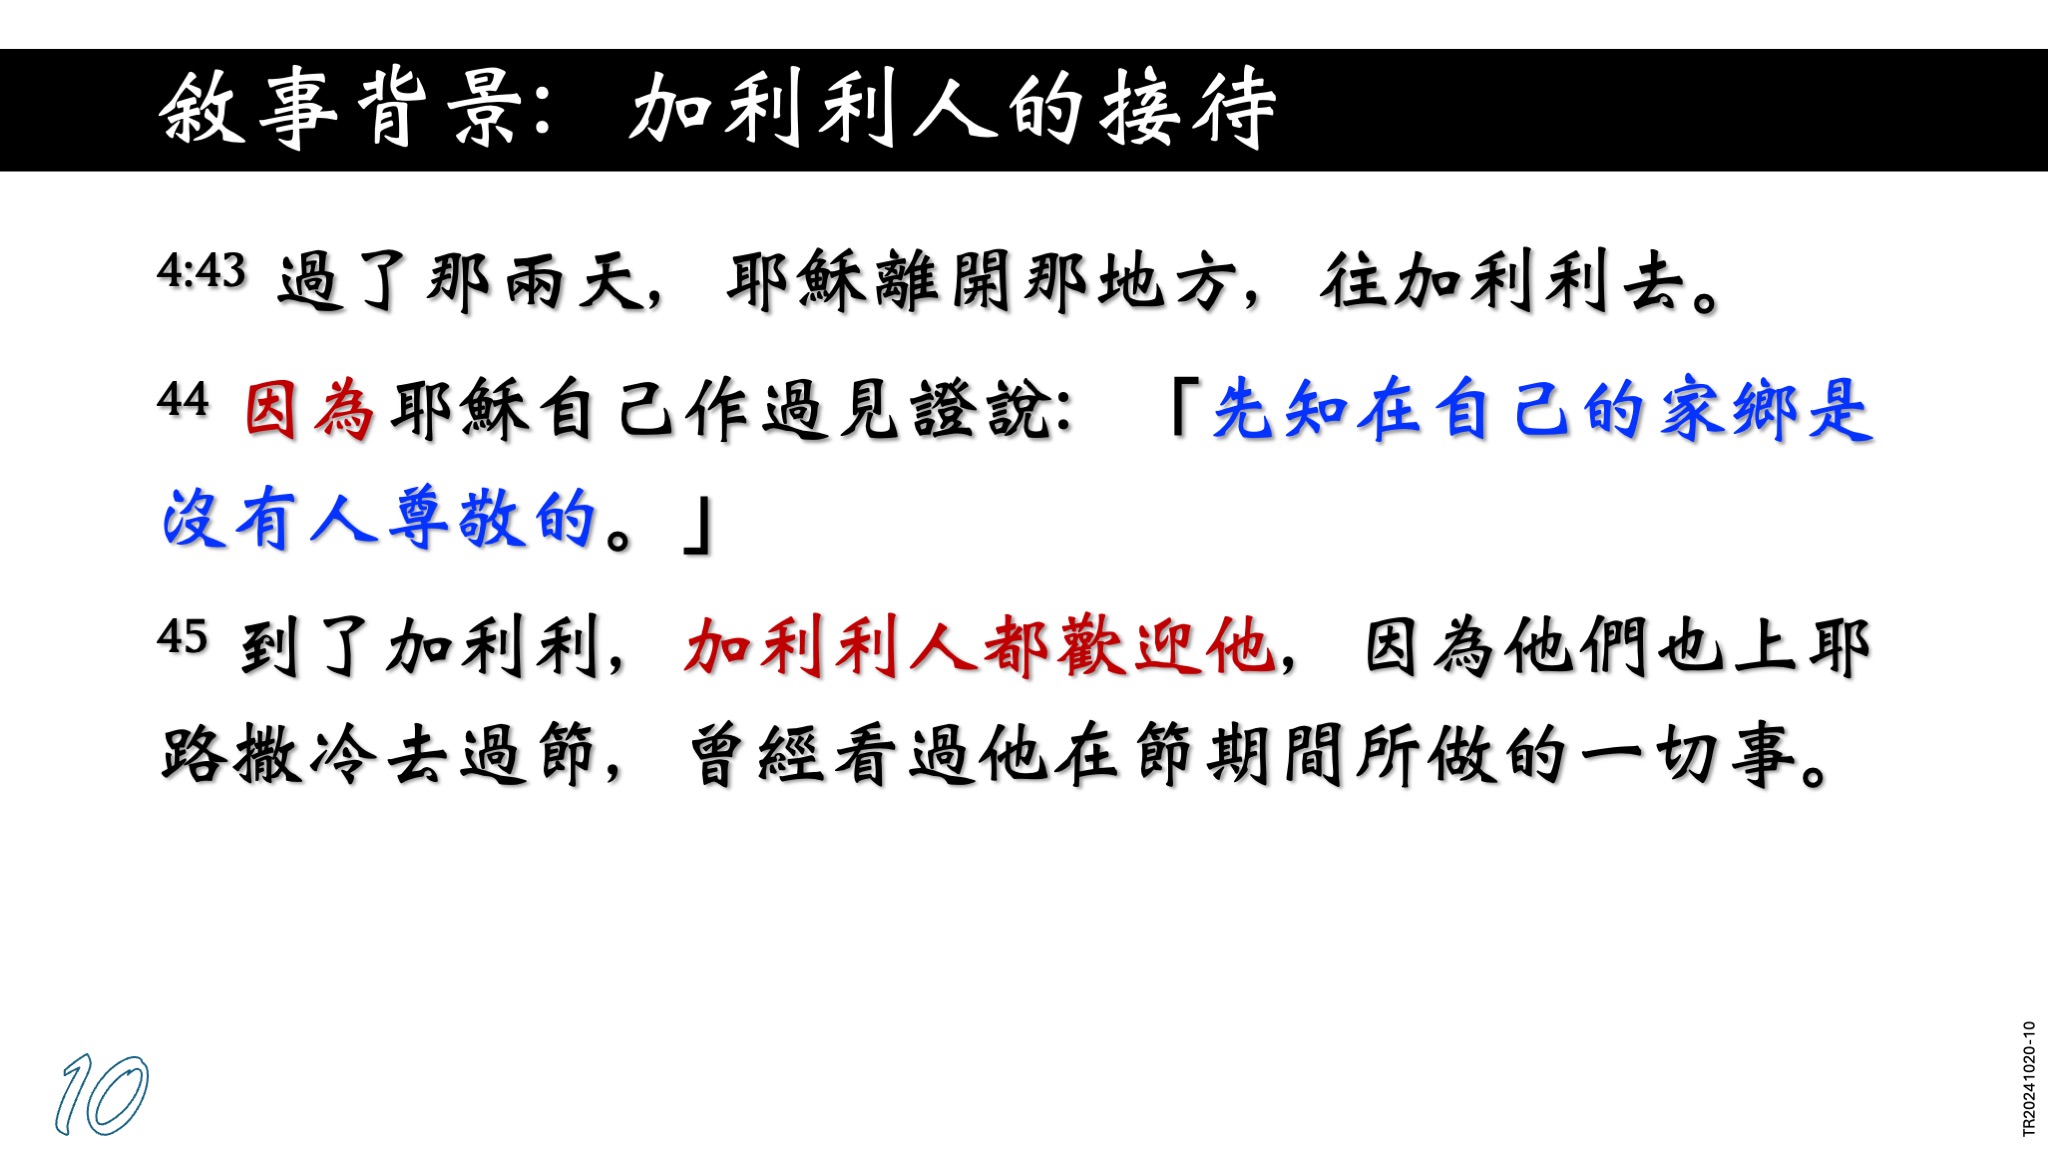 敘事背景：加利利人的接待
4:43 過了那兩天，耶穌離開那地方，往加利利去。
44 因為耶穌自己作過見證說：「先知在自己的家鄉是
沒有人尊敬的。」
45 到了加利利，加利利人都歡迎他，因為他們也上耶
路撒冷去過節，曾經看過他在節期間所做的一切事。
10
TR20241020-10